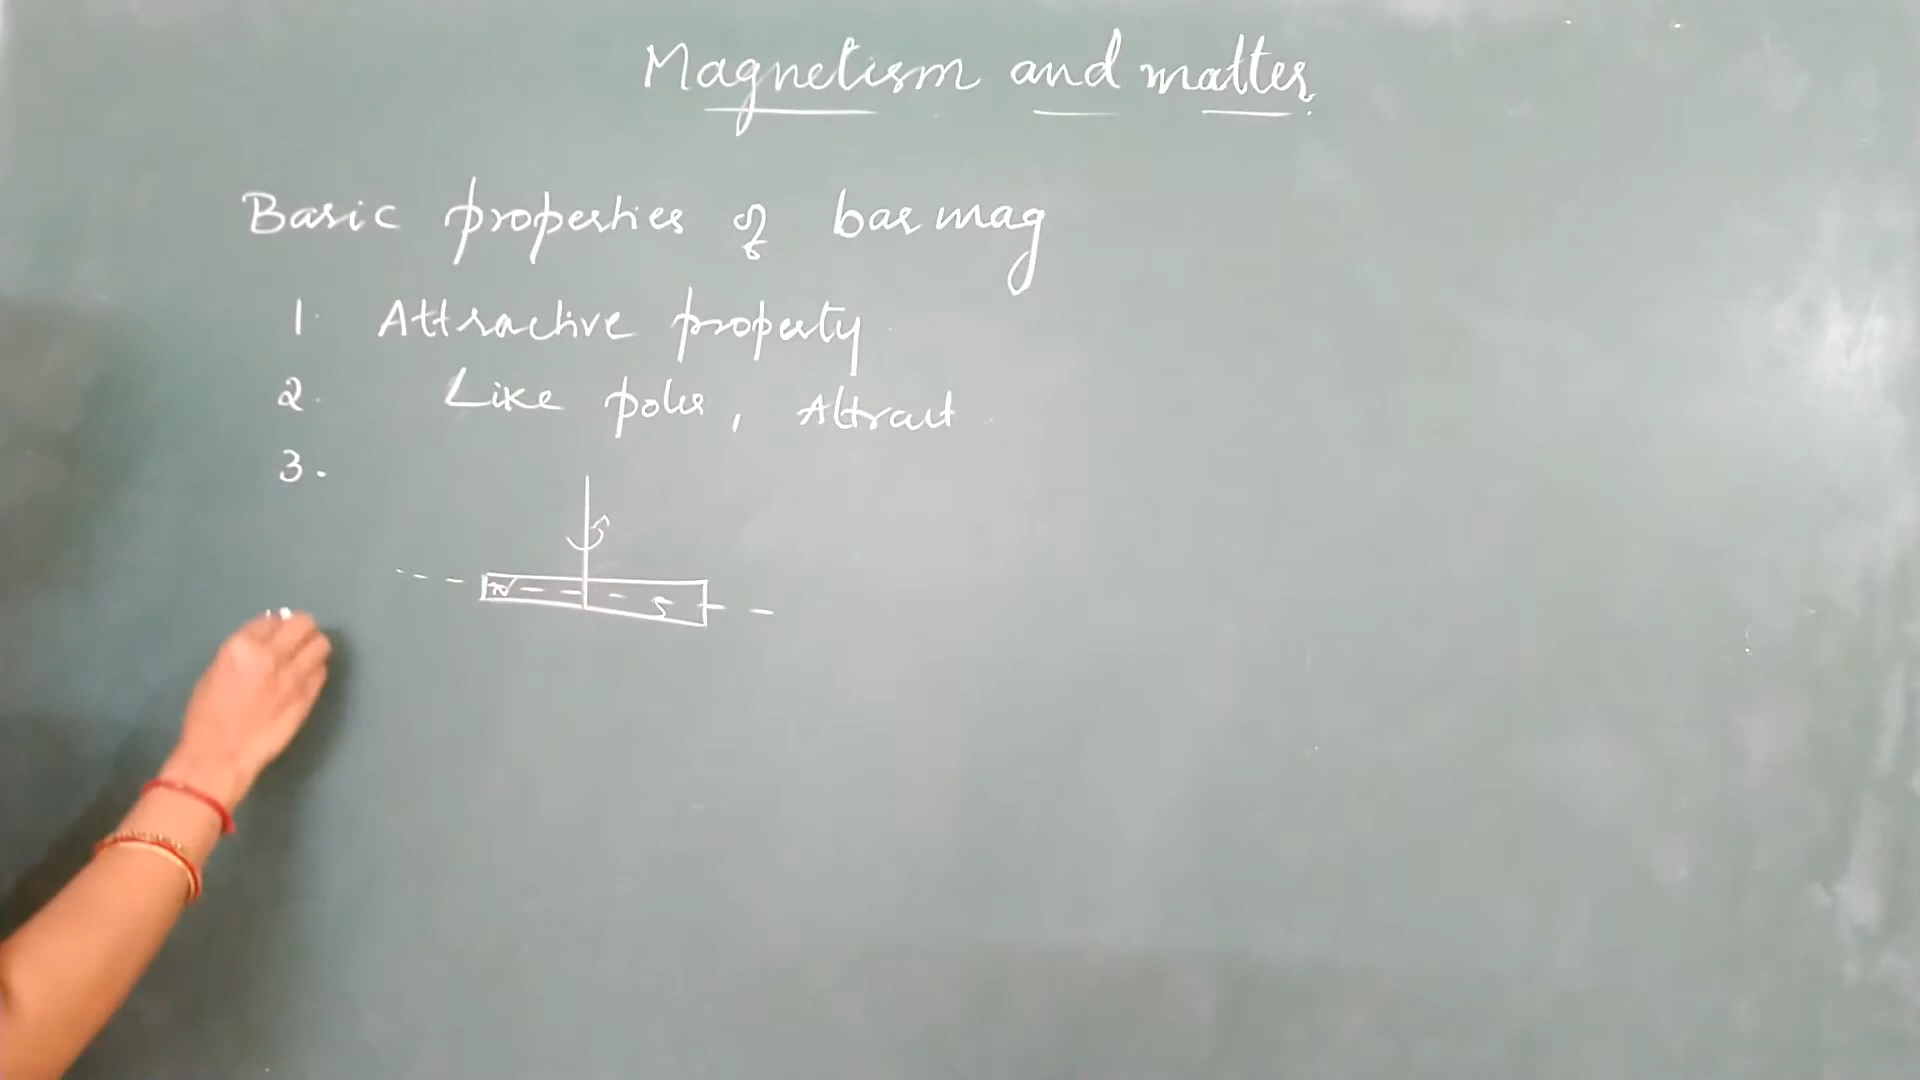 Magnetism and matter
Basic properties of bar mag
1. Attractive property
2. Like poles, Attract
3.
N S